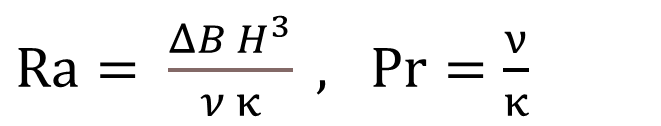 Ra = ΔB H³ / ν κ , Pr = ν / κ